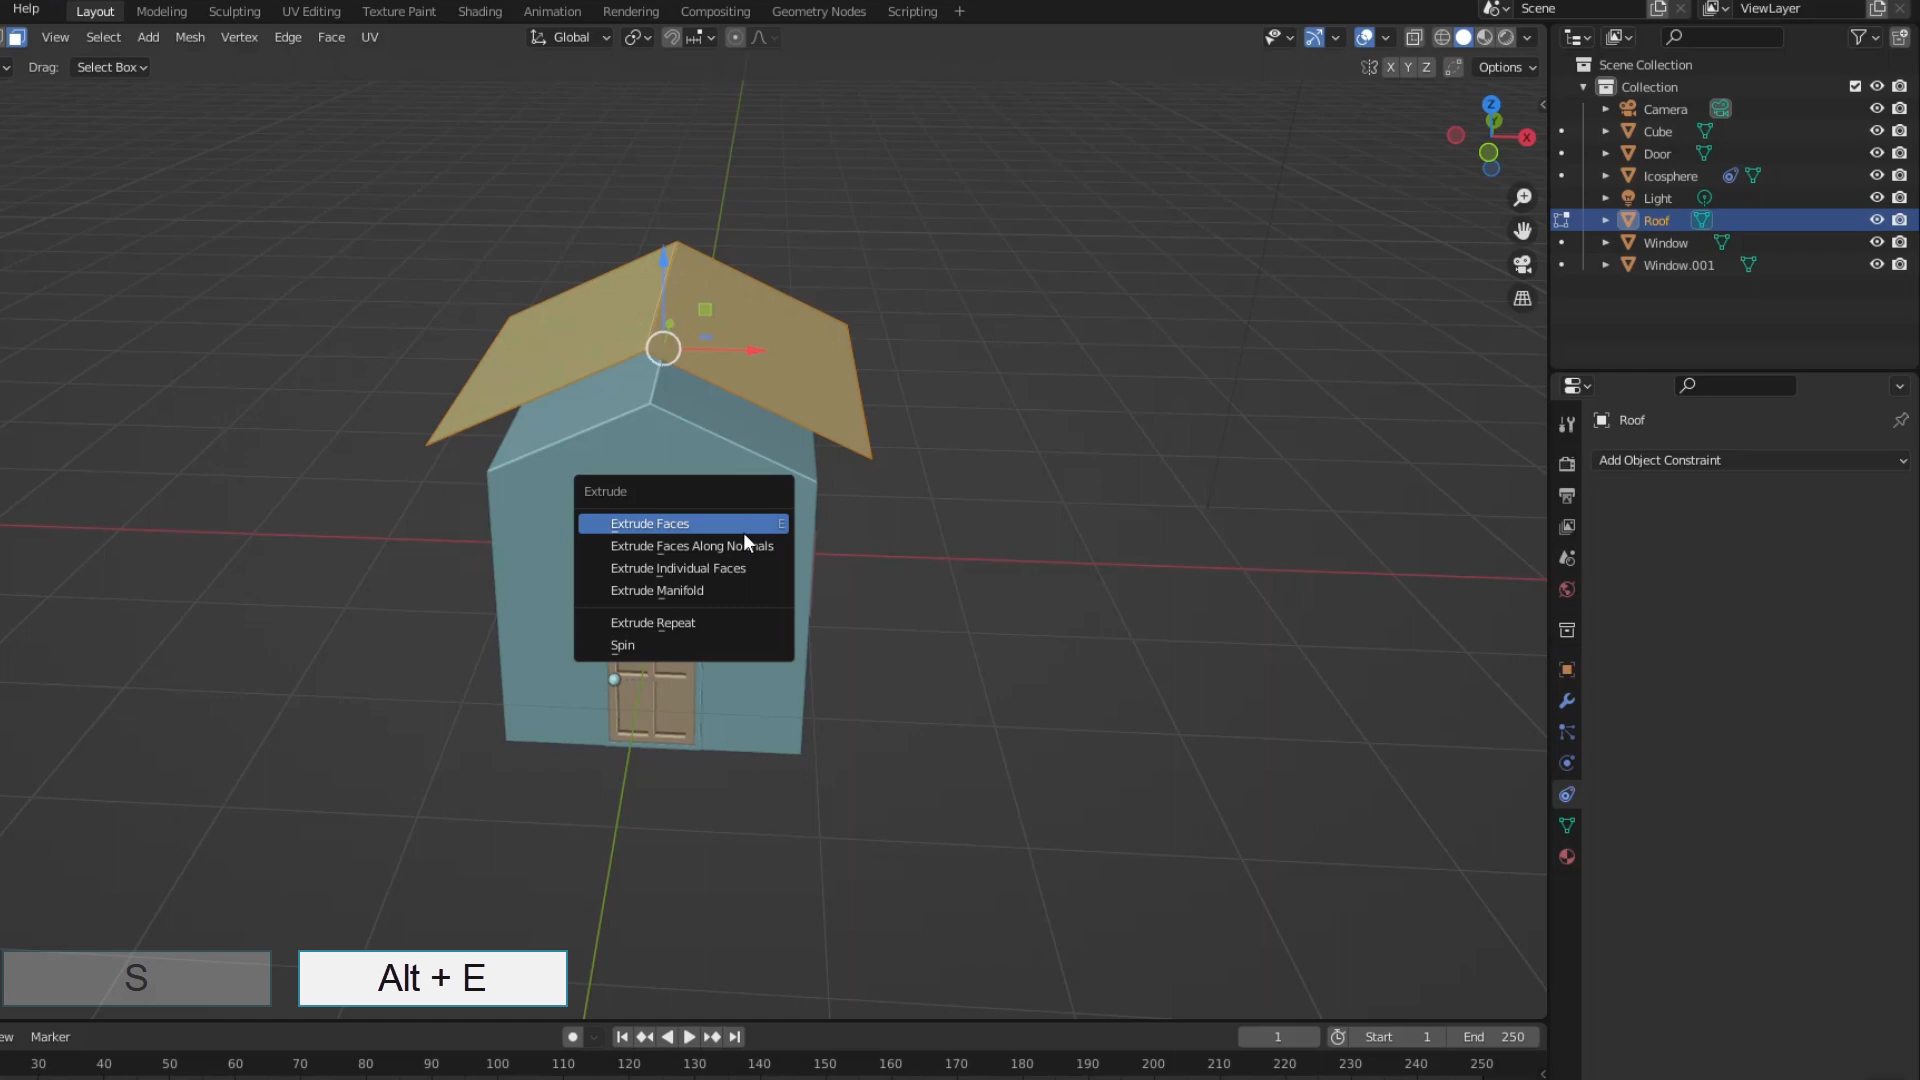 Help
Layout Modeling Sculpting UV Editing Texture Paint Shading Animation Rendering Compositing Geometry Nodes Scripting +
Scene
ViewLayer
View Select Add Mesh Vertex Edge Face UV
Global
Drag: Select Box
X Y Z
Options
Scene Collection
Collection
Camera
Cube
Door
Icosphere
Light
Roof
Window
Window.001
Z
Y
X
Roof
Add Object Constraint
Extrude
Extrude Faces E
Extrude Faces Along Normals
Extrude Individual Faces
Extrude Manifold
Extrude Repeat
Spin
S
Alt + E
ew Marker
1
Start 1
End 250
30 40 50 60 70 80 90 100 110 120 130 140 150 160 170 180 190 200 210 220 230 240 250